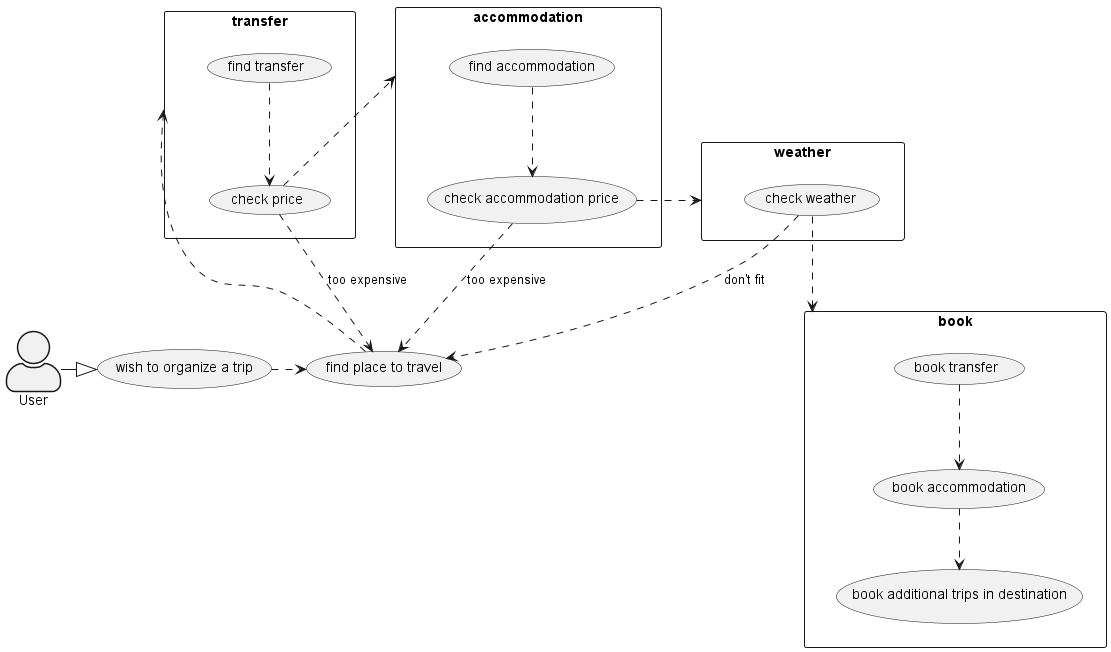 transfer
find transfer
check price
accommodation
find accommodation
check accommodation price
weather
check weather
too expensive
too expensive
don't fit
User
wish to organize a trip
find place to travel
book
book transfer
book accommodation
book additional trips in destination